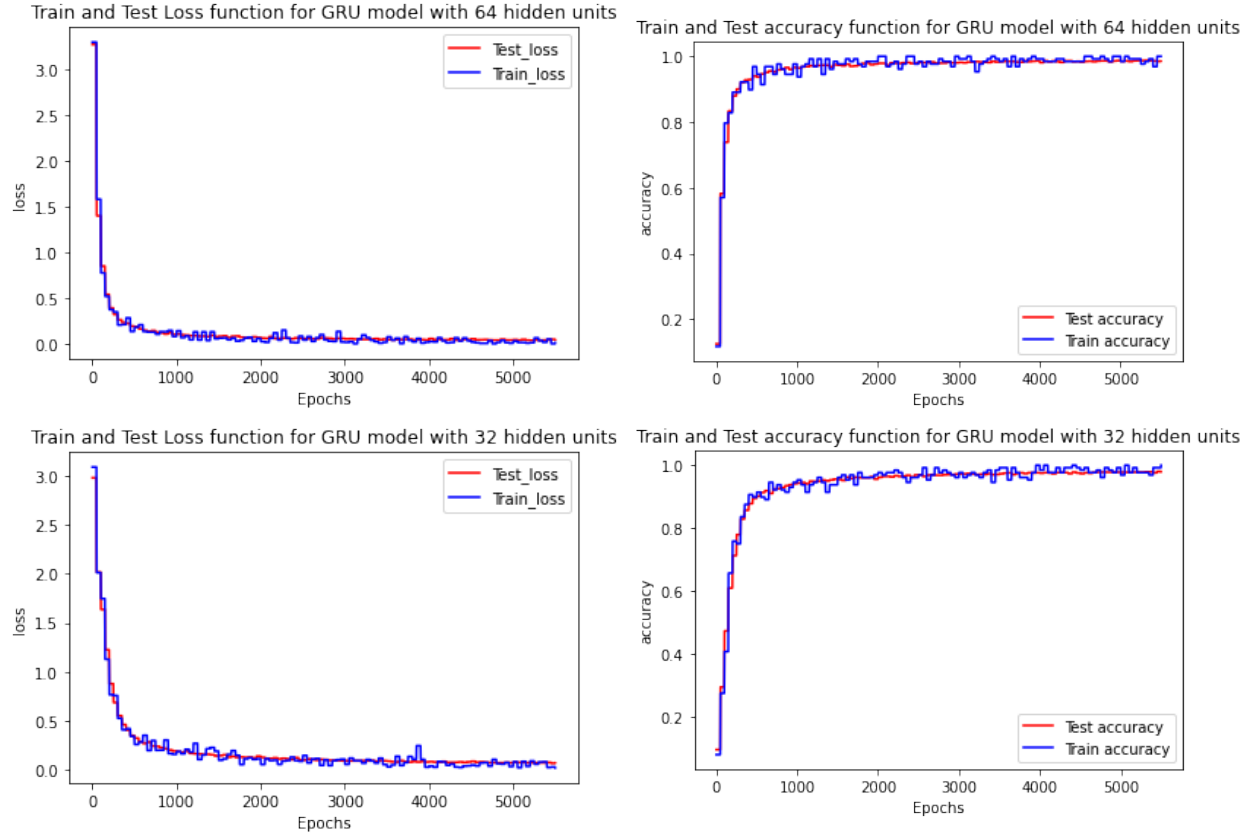 Train and Test Loss function for GRU model with 64 hidden units
3.0
2.5
2.0
1.5
1.0
0.5
0.0
loss
Test_loss
Train_loss
0 1000 2000 3000 4000 5000
Epochs
Train and Test accuracy function for GRU model with 64 hidden units
1.0
0.8
0.6
0.4
0.2
accuracy
Test accuracy
Train accuracy
0 1000 2000 3000 4000 5000
Epochs
Train and Test Loss function for GRU model with 32 hidden units
3.0
2.5
2.0
1.5
1.0
0.5
0.0
loss
Test_loss
Train_loss
0 1000 2000 3000 4000 5000
Epochs
Train and Test accuracy function for GRU model with 32 hidden units
1.0
0.8
0.6
0.4
0.2
accuracy
Test accuracy
Train accuracy
0 1000 2000 3000 4000 5000
Epochs